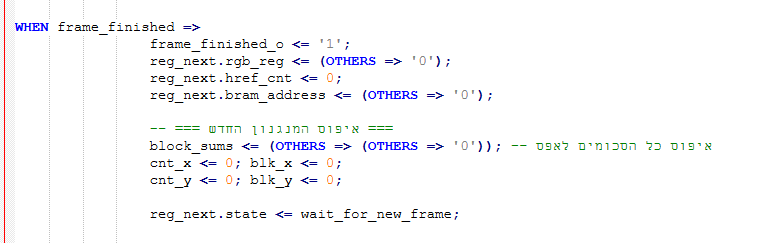 WHEN frame_finished =>
frame_finished_o <= '1';
reg_next.rgb_reg <= (OTHERS => '0');
reg_next.href_cnt <= 0;
reg_next.bram_address <= (OTHERS => '0');
-- === איפוס המנגנון החדש ===
block_sums <= (OTHERS => (OTHERS => '0')); -- איפוס כל הסכומים לאפס
cnt_x <= 0; blk_x <= 0;
cnt_y <= 0; blk_y <= 0;
reg_next.state <= wait_for_new_frame;